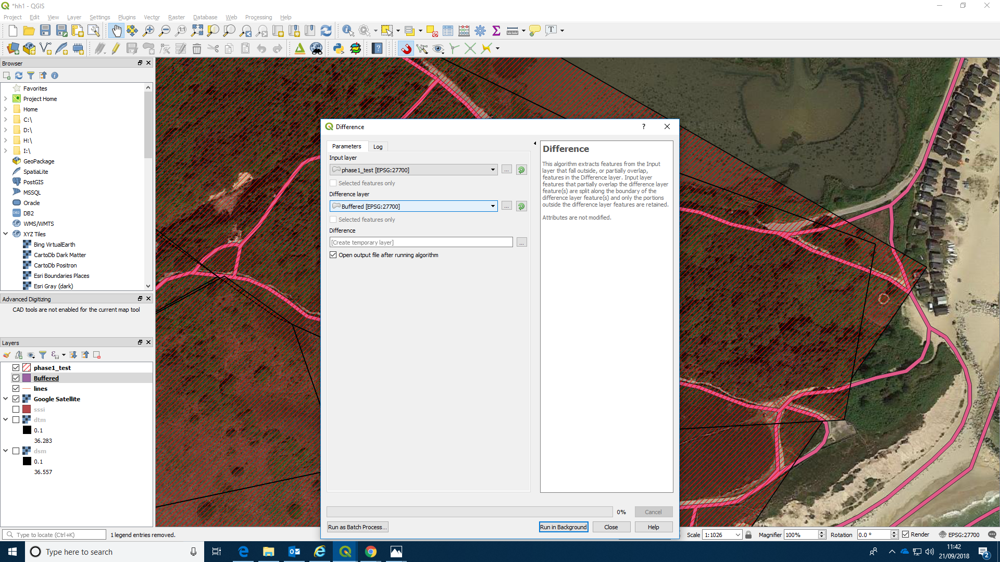 *hh1 - QGIS
Project Edit View Layer Settings Plugins Vector Raster Database Web Processing Help
Browser
Favorites
Project Home
Home
C:\
D:\
H:\
I:\
GeoPackage
SpatiaLite
PostGIS
MSSQL
Oracle
DB2
WMS/WMTS
XYZ Tiles
Bing VirtualEarth
CartoDb Dark Matter
CartoDb Positron
Esri Boundaries Places
Esri Gray (dark)
Advanced Digitizing
CAD tools are not enabled for the current map tool
Layers
phase1_test
Buffered
lines
Google Satellite
sssi
dtm
0.1
36.283
dsm
0.1
36.557
Difference
Parameters Log
Input layer
phase1_test [EPSG:27700]
Selected features only
Difference layer
Buffered [EPSG:27700]
Selected features only
Difference
[Create temporary layer]
Open output file after running algorithm
Difference
This algorithm extracts features from the Input
layer that fall outside, or partially overlap,
features in the Difference layer. Input layer
features that partially overlap the difference layer
feature(s) are split along the boundary of the
difference layer feature(s) and only the portions
outside the difference layer features are retained.
Attributes are not modified.
0% Cancel
Run as Batch Process... Run in Background Close Help
Type to locate (Ctrl+K) 1 legend entries removed. Scale 1:1026 Magnifier 100% Rotation 0.0 ° Render EPSG:27700
Type here to search
11:42
21/09/2018
2